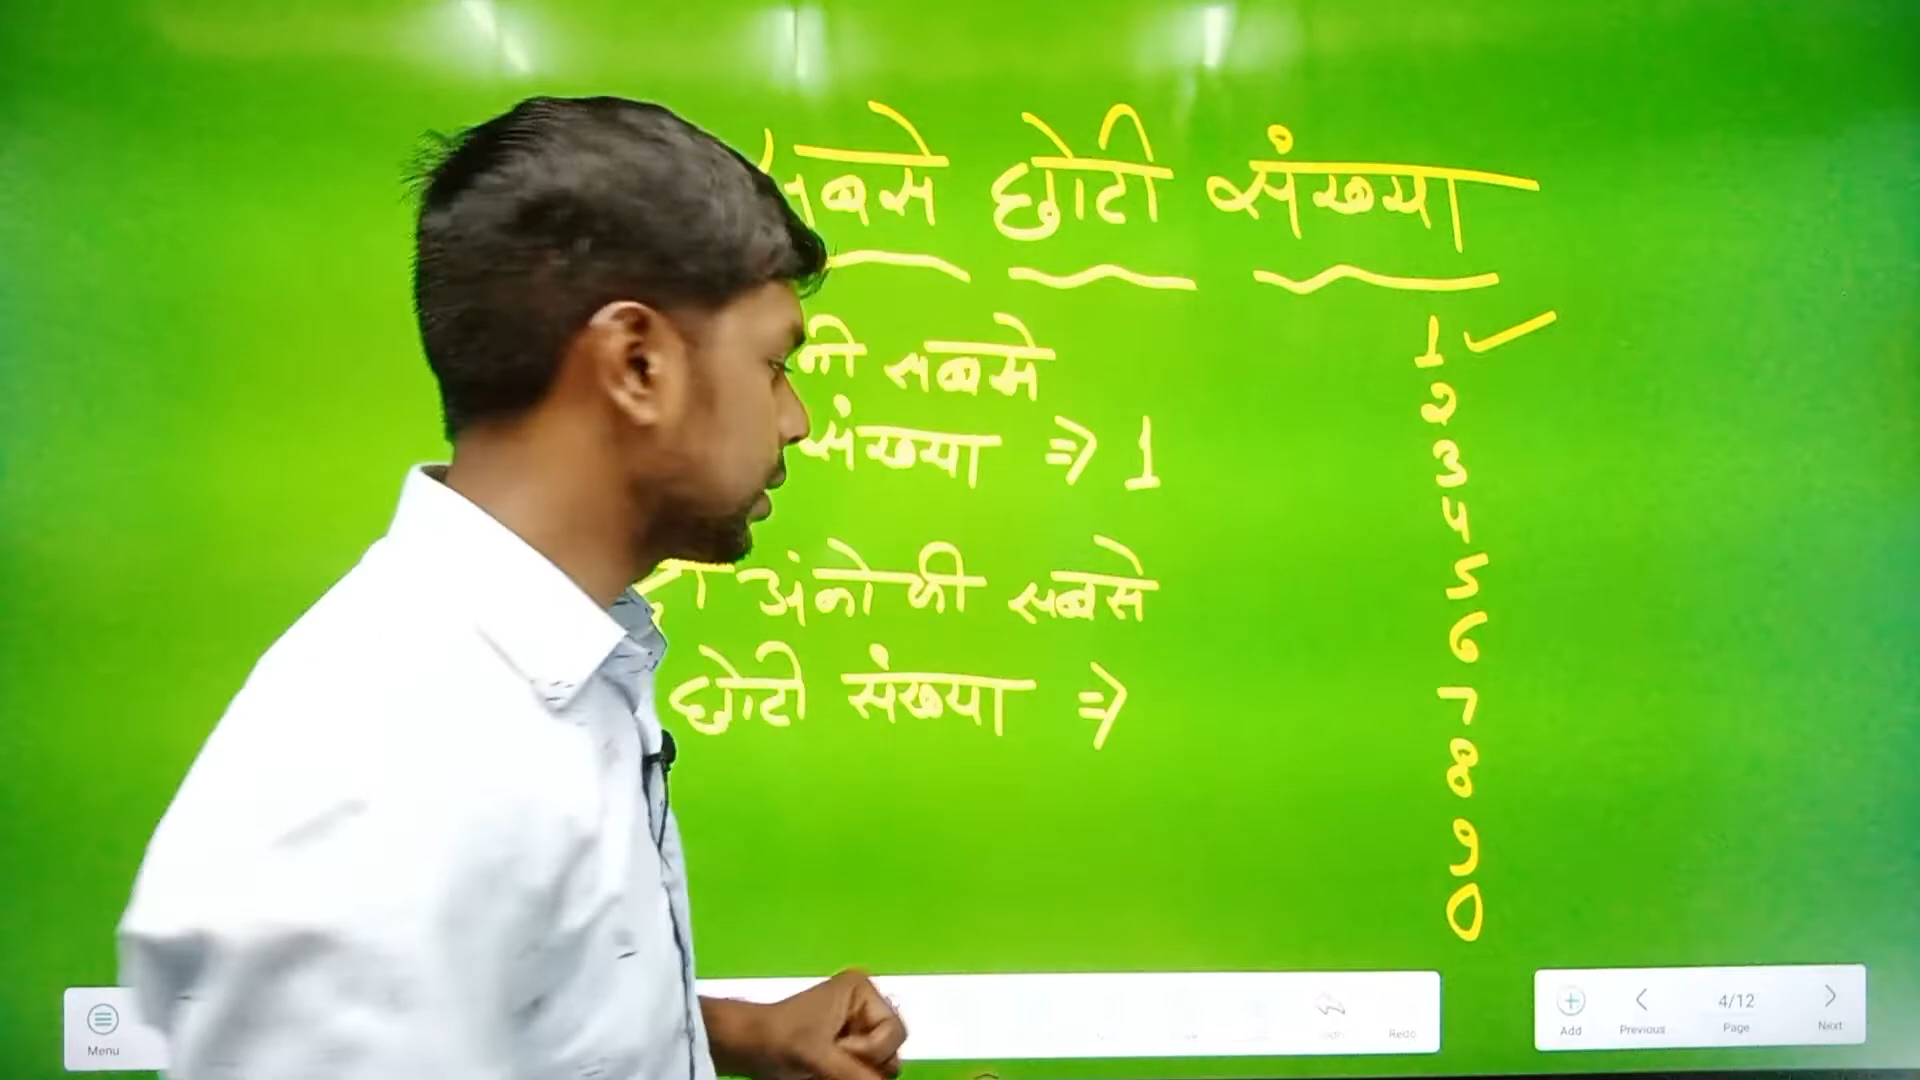 सबसे छोटी संख्या
की सबसे
संख्या ⇒ 1
अंको की सबसे
छोटी संख्या ⇒
1 ✓
2
3
4
5
6
7
8
9
0
Menu
Redo
Add
Previous
4/12
Page
Next